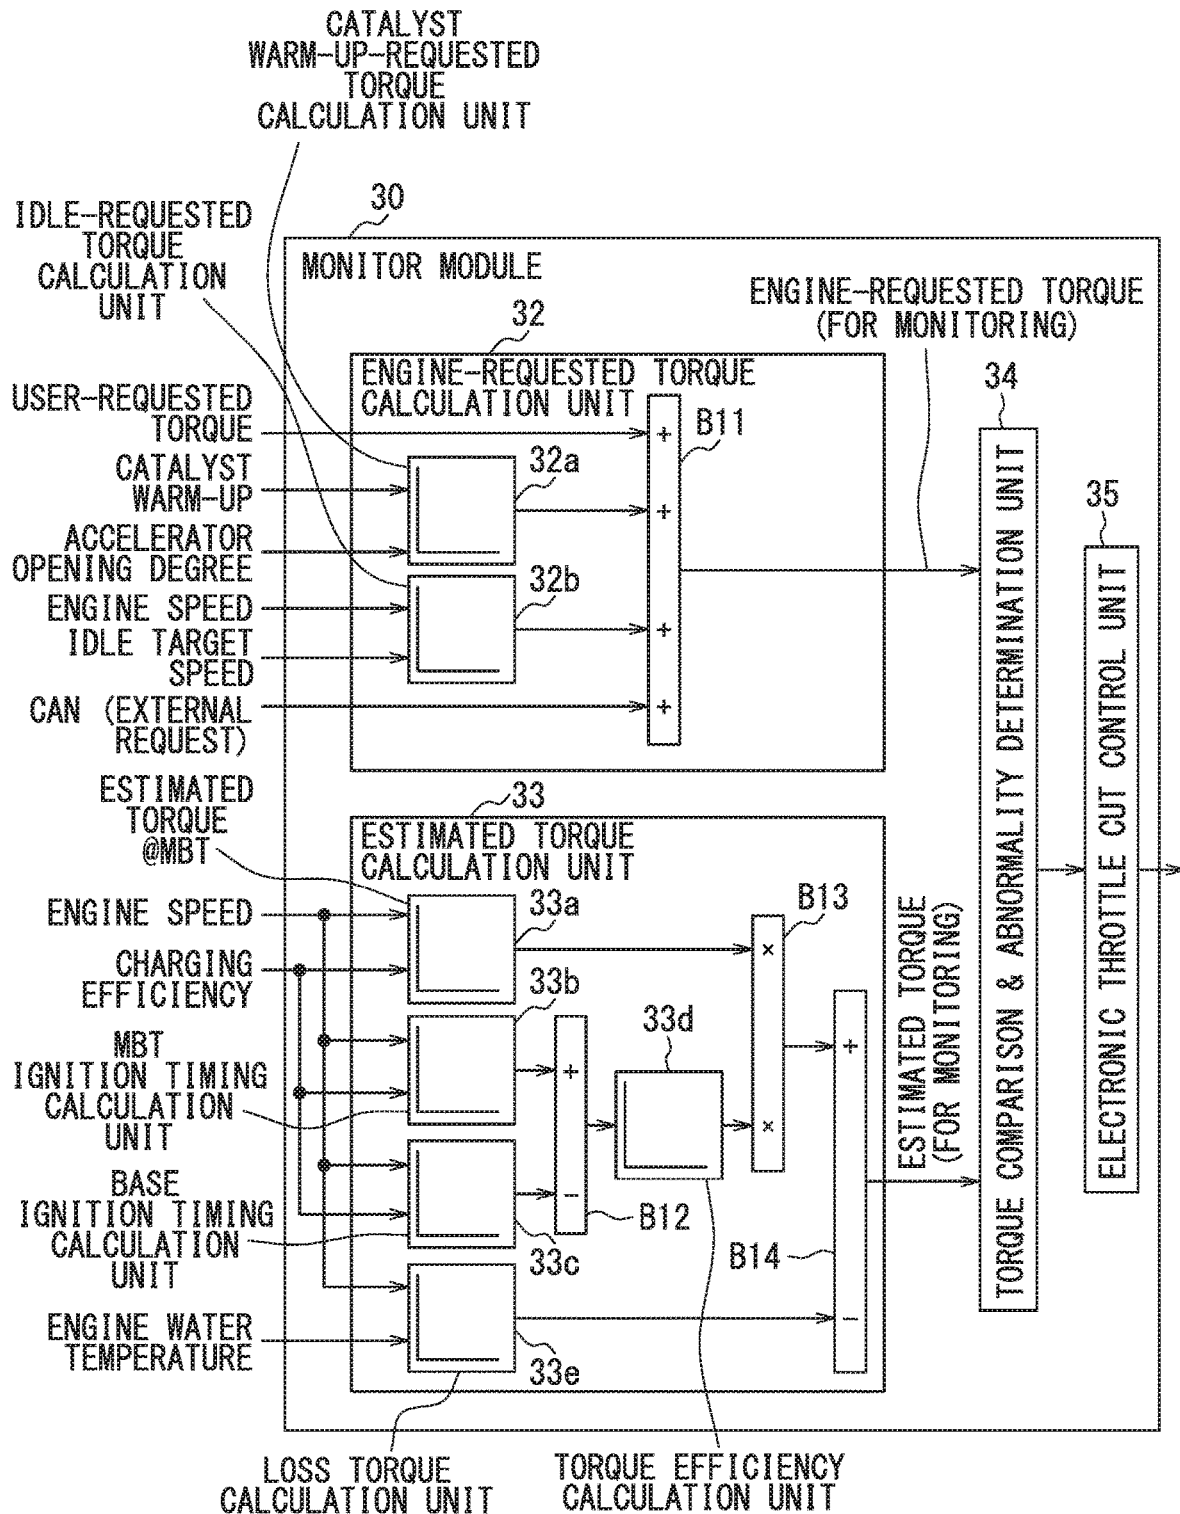 CATALYST
WARM-UP-REQUESTED
TORQUE
CALCULATION UNIT
IDLE-REQUESTED
TORQUE
CALCULATION
UNIT
30
MONITOR MODULE
ENGINE-REQUESTED TORQUE
(FOR MONITORING)
32
ENGINE-REQUESTED TORQUE
CALCULATION UNIT
USER-REQUESTED
TORQUE
CATALYST
WARM-UP
ACCELERATOR
OPENING DEGREE
ENGINE SPEED
IDLE TARGET
SPEED
CAN (EXTERNAL
REQUEST)
32a
32b
B11
+
+
+
+
34
TORQUE COMPARISON & ABNORMALITY DETERMINATION UNIT
35
ELECTRONIC THROTTLE CUT CONTROL UNIT
33
ESTIMATED TORQUE
CALCULATION UNIT
ESTIMATED
TORQUE
@MBT
ENGINE SPEED
CHARGING
EFFICIENCY
MBT
IGNITION TIMING
CALCULATION
UNIT
BASE
IGNITION TIMING
CALCULATION
UNIT
ENGINE WATER
TEMPERATURE
33a
33b
33c
33d
33e
+
−
B12
×
×
B13
+
−
B14
ESTIMATED TORQUE
(FOR MONITORING)
LOSS TORQUE
CALCULATION UNIT
TORQUE EFFICIENCY
CALCULATION UNIT